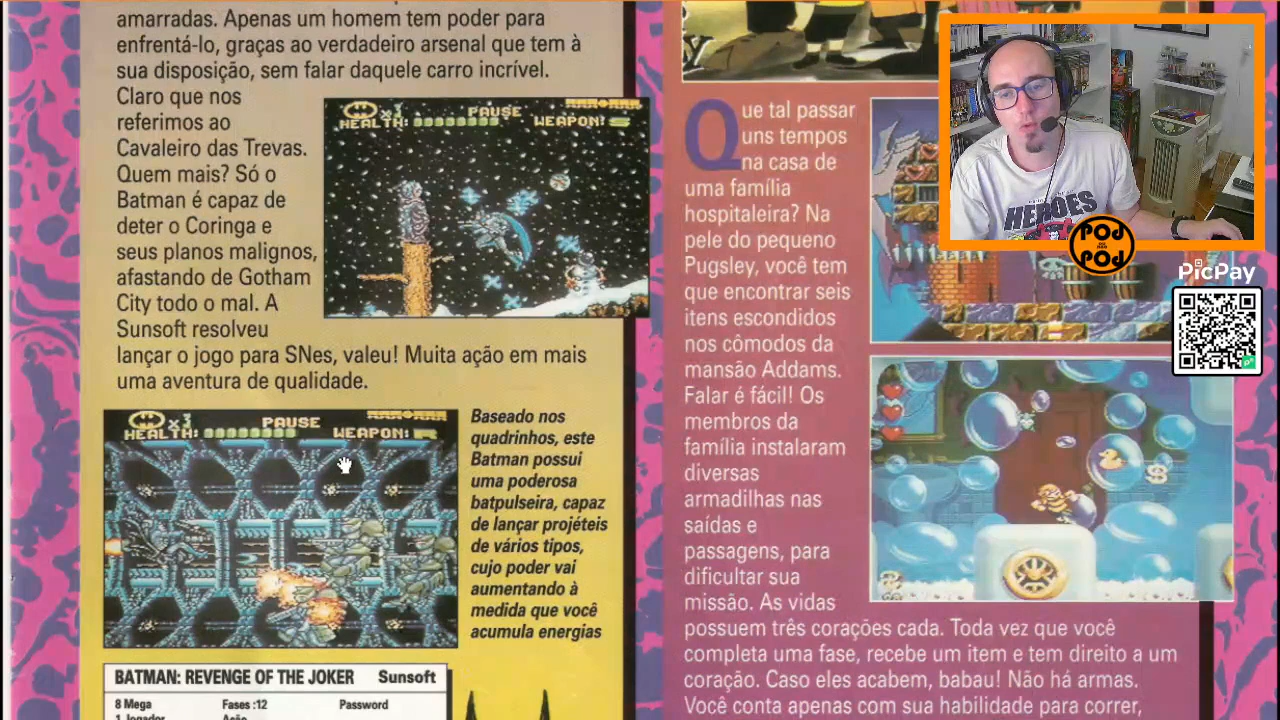 amarradas. Apenas um homem tem poder para
enfrentá-lo, graças ao verdadeiro arsenal que tem à
sua disposição, sem falar daquele carro incrível.
Claro que nos
referimos ao
Cavaleiro das Trevas.
Quem mais? Só o
Batman é capaz de
deter o Coringa e
seus planos malignos,
afastando de Gotham
City todo o mal. A
Sunsoft resolveu
lançar o jogo para SNes, valeu! Muita ação em mais
uma aventura de qualidade.
x3 PAUSE
HEALTH: WEAPON:
x3 PAUSE
HEALTH: WEAPON:
Baseado nos
quadrinhos, este
Batman possui
uma poderosa
batpulseira, capaz
de lançar projéteis
de vários tipos,
cujo poder vai
aumentando à
medida que você
acumula energias
BATMAN: REVENGE OF THE JOKER Sunsoft
8 Mega Fases :12 Password
1 Jogador Ação
Que tal passar
uns tempos
na casa de
uma família
hospitaleira? Na
pele do pequeno
Pugsley, você tem
que encontrar seis
itens escondidos
nos cômodos da
mansão Addams.
Falar é fácil! Os
membros da
família instalaram
diversas
armadilhas nas
saídas e
passagens, para
dificultar sua
missão. As vidas
possuem três corações cada. Toda vez que você
completa uma fase, recebe um item e tem direito a um
coração. Caso eles acabem, babau! Não há armas.
Você conta apenas com sua habilidade para correr,
$
HEROES
POD
POD
PicPay